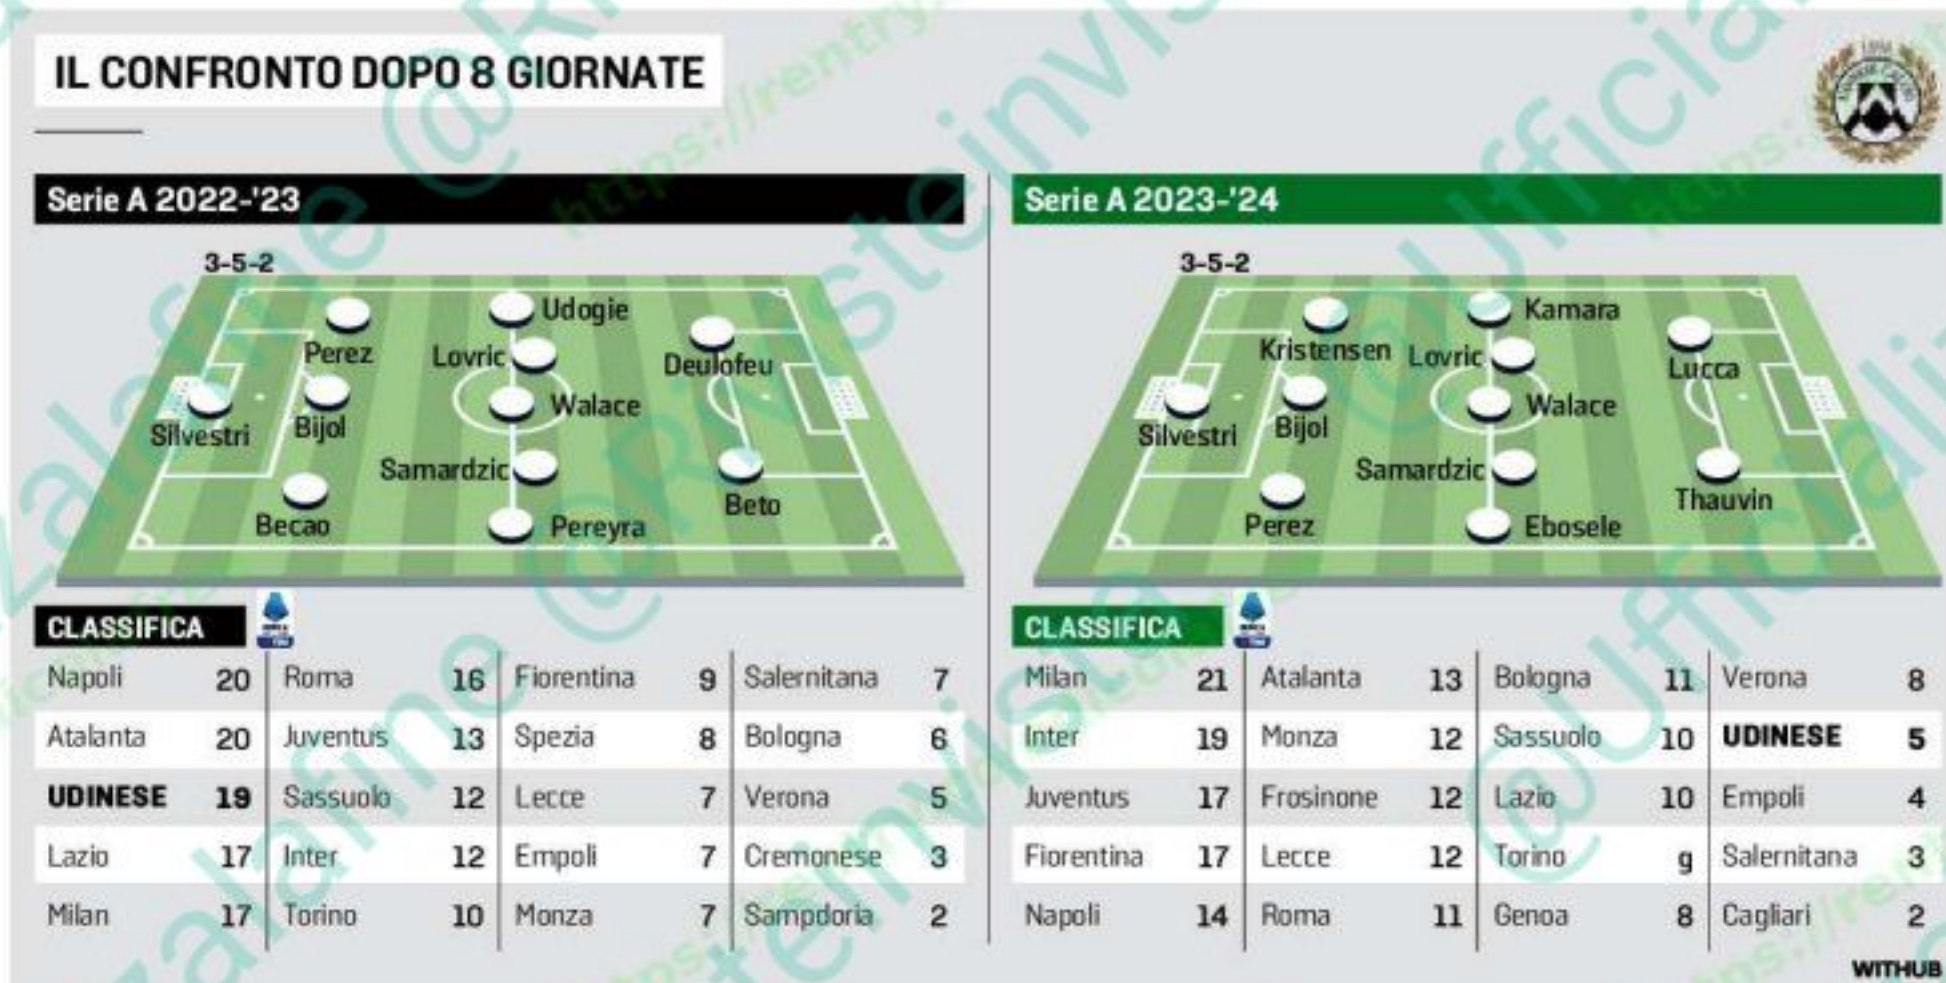 IL CONFRONTO DOPO 8 GIORNATE
Serie A 2022-'23
3-5-2
Udogie
Perez
Lovric
Deulofeu
Walace
Silvestri
Bijol
Samardzic
Beto
Becao
Pereyra
CLASSIFICA
Napoli 20
Atalanta 20
UDINESE 19
Lazio 17
Milan 17
Roma 16
Juventus 13
Sassuolo 12
Inter 12
Torino 10
Fiorentina 9
Spezia 8
Lecce 7
Empoli 7
Monza 7
Salernitana 7
Bologna 6
Verona 5
Cremonese 3
Sampdoria 2
Serie A 2023-'24
3-5-2
Kamara
Kristensen
Lovric
Lucca
Walace
Silvestri
Bijol
Samardzic
Thauvin
Perez
Ebosele
CLASSIFICA
Milan 21
Inter 19
Juventus 17
Fiorentina 17
Napoli 14
Atalanta 13
Monza 12
Frosinone 12
Lecce 12
Roma 11
Bologna 11
Sassuolo 10
Lazio 10
Torino g
Genoa 8
Verona 8
UDINESE 5
Empoli 4
Salernitana 3
Cagliari 2
WITHUB